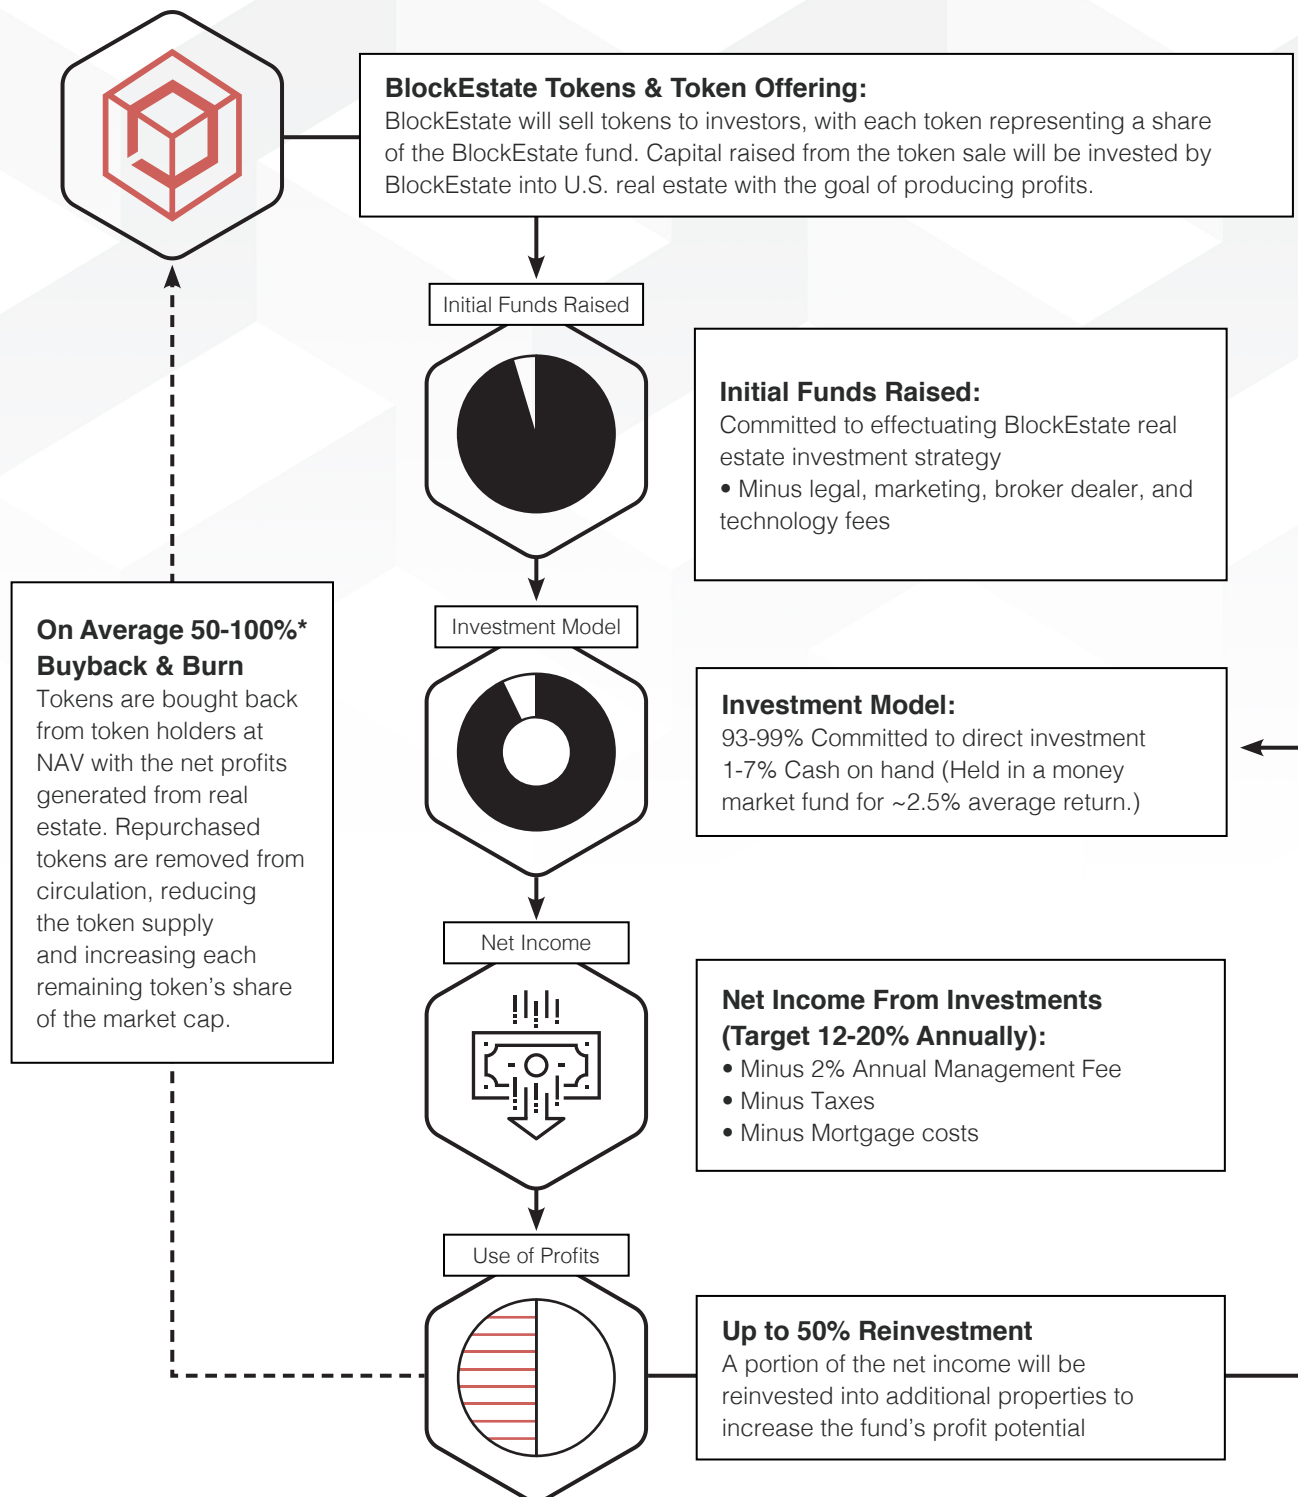 BlockEstate Tokens & Token Offering:
BlockEstate will sell tokens to investors, with each token representing a share
of the BlockEstate fund. Capital raised from the token sale will be invested by
BlockEstate into U.S. real estate with the goal of producing profits.
Initial Funds Raised
Initial Funds Raised:
Committed to effectuating BlockEstate real
estate investment strategy
• Minus legal, marketing, broker dealer, and
technology fees
On Average 50-100%*
Buyback & Burn
Tokens are bought back
from token holders at
NAV with the net profits
generated from real
estate. Repurchased
tokens are removed from
circulation, reducing
the token supply
and increasing each
remaining token’s share
of the market cap.
Investment Model
Investment Model:
93-99% Committed to direct investment
1-7% Cash on hand (Held in a money
market fund for ~2.5% average return.)
Net Income
Net Income From Investments
(Target 12-20% Annually):
• Minus 2% Annual Management Fee
• Minus Taxes
• Minus Mortgage costs
Use of Profits
Up to 50% Reinvestment
A portion of the net income will be
reinvested into additional properties to
increase the fund’s profit potential